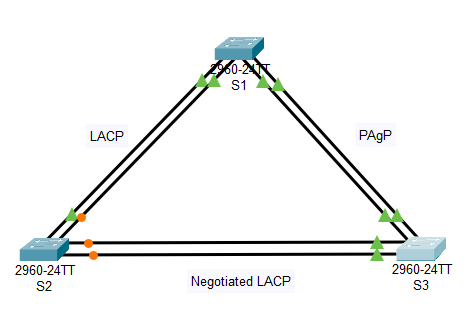 2960-24TT
S1
LACP
PAgP
2960-24TT
S2
2960-24TT
S3
Negotiated LACP